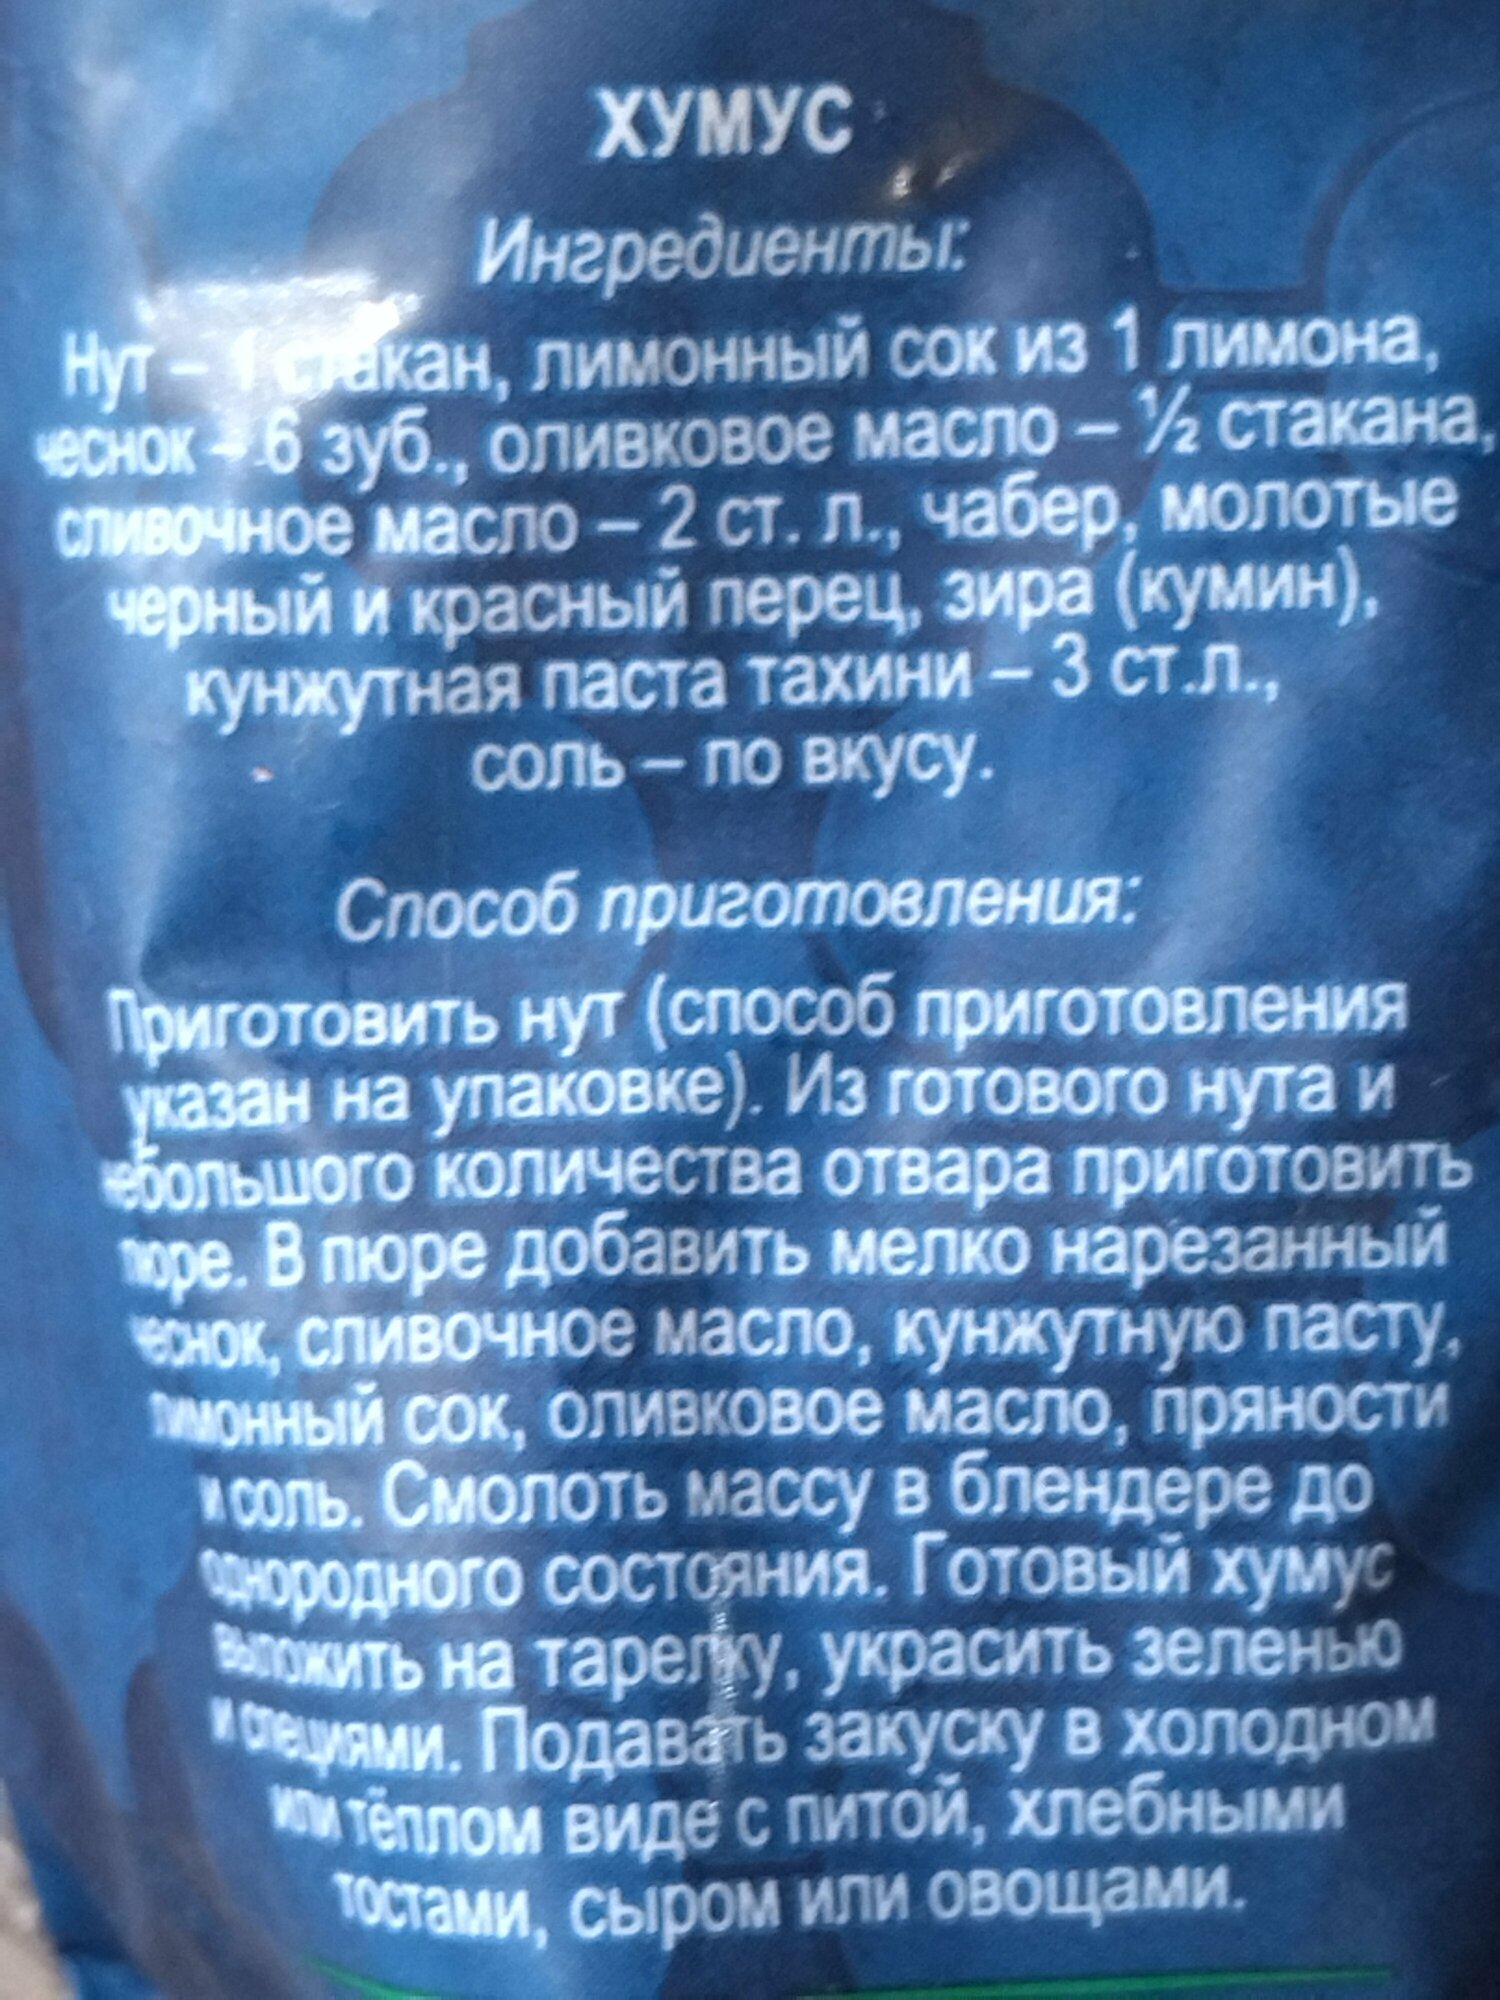 ХУМУС
Ингредиенты:
Нут – 1 стакан, лимонный сок из 1 лимона,
чеснок – 6 зуб., оливковое масло – ½ стакана,
сливочное масло – 2 ст. л., чабер, молотые
черный и красный перец, зира (кумин),
кунжутная паста тахини – 3 ст.л.,
соль – по вкусу.
Способ приготовления:
Приготовить нут (способ приготовления
указан на упаковке). Из готового нута и
небольшого количества отвара приготовить
пюре. В пюре добавить мелко нарезанный
чеснок, сливочное масло, кунжутную пасту,
лимонный сок, оливковое масло, пряности
и соль. Смолоть массу в блендере до
однородного состояния. Готовый хумус
выложить на тарелку, украсить зеленью
и специями. Подавать закуску в холодном
или тёплом виде с питой, хлебными
тостами, сыром или овощами.